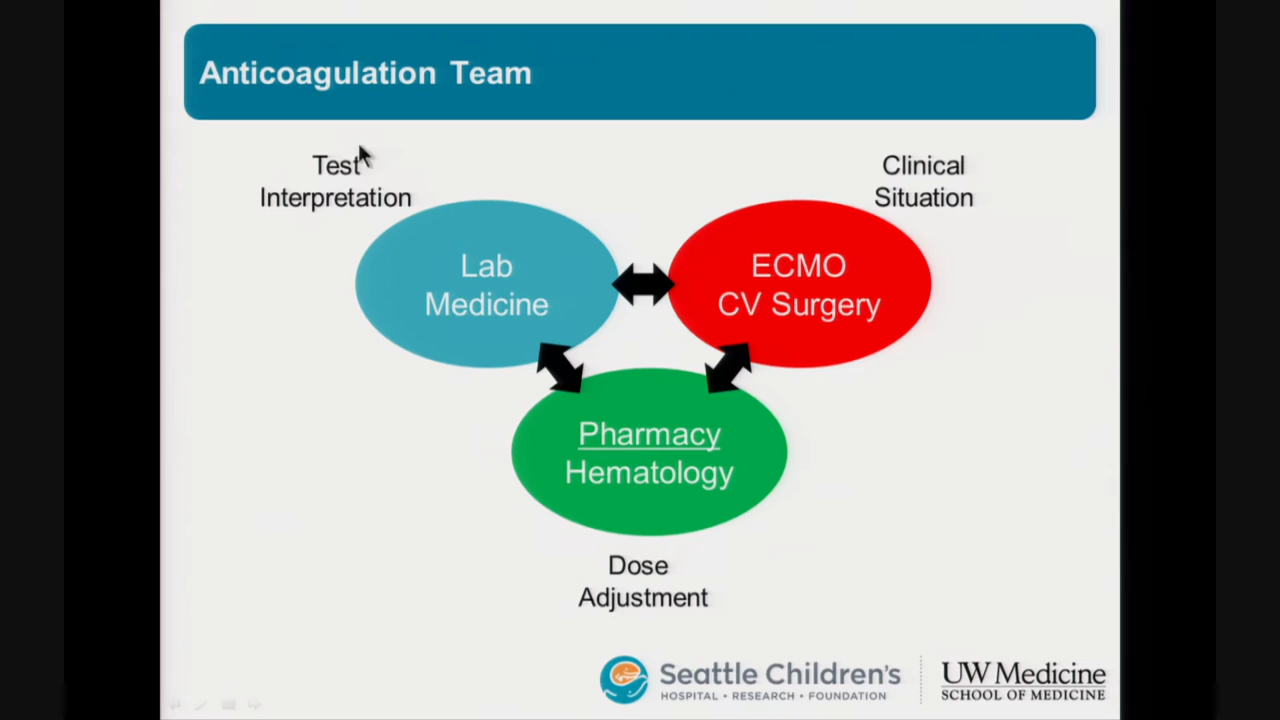 Anticoagulation Team
Test
Interpretation
Clinical
Situation
Lab
Medicine
ECMO
CV Surgery
Pharmacy
Hematology
Dose
Adjustment
Seattle Children's
HOSPITAL • RESEARCH • FOUNDATION
UW Medicine
SCHOOL OF MEDICINE